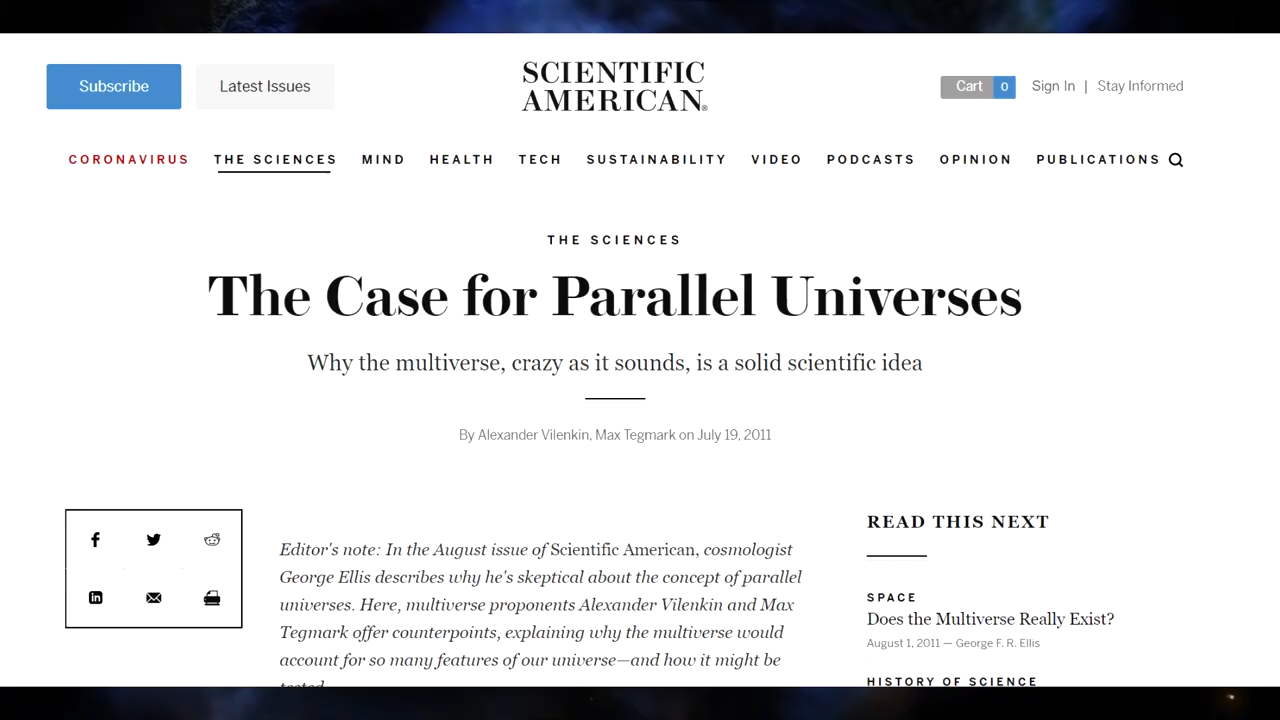 Subscribe
Latest Issues
SCIENTIFIC
AMERICAN®
Cart 0
Sign In | Stay Informed
CORONAVIRUS THE SCIENCES MIND HEALTH TECH SUSTAINABILITY VIDEO PODCASTS OPINION PUBLICATIONS
THE SCIENCES
The Case for Parallel Universes
Why the multiverse, crazy as it sounds, is a solid scientific idea
By Alexander Vilenkin, Max Tegmark on July 19, 2011
Editor's note: In the August issue of Scientific American, cosmologist
George Ellis describes why he's skeptical about the concept of parallel
universes. Here, multiverse proponents Alexander Vilenkin and Max
Tegmark offer counterpoints, explaining why the multiverse would
account for so many features of our universe—and how it might be
READ THIS NEXT
SPACE
Does the Multiverse Really Exist?
August 1, 2011 — George F. R. Ellis
HISTORY OF SCIENCE